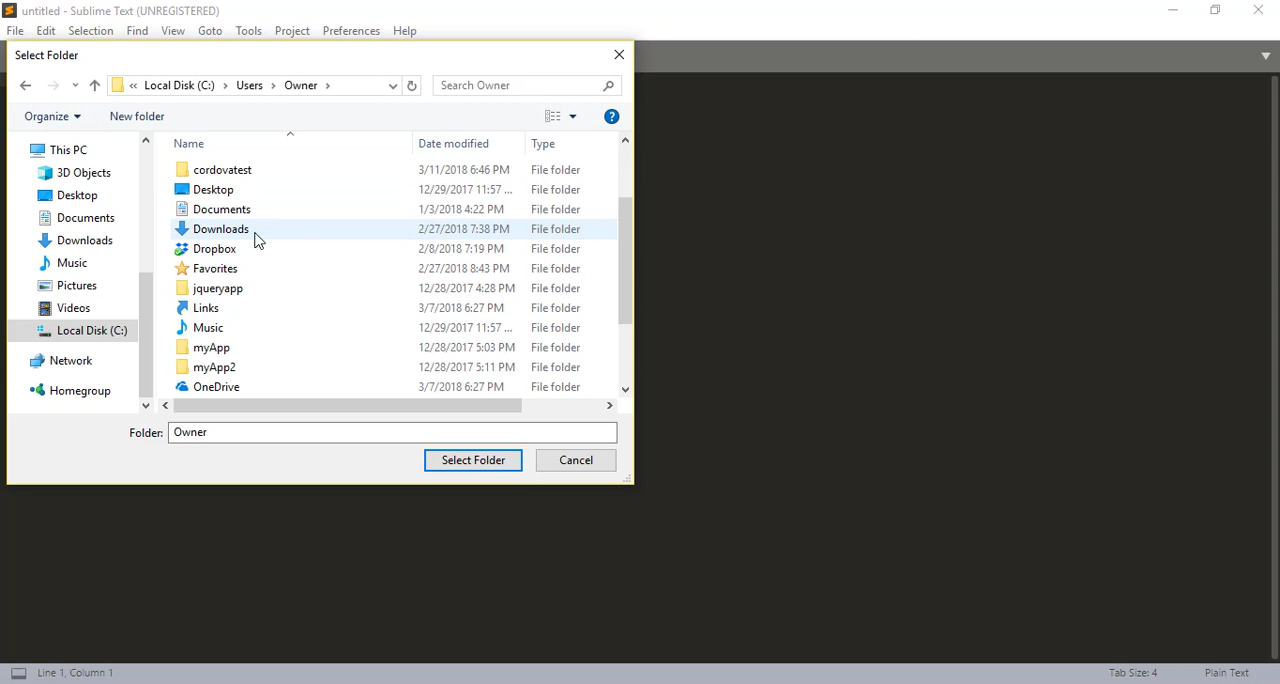 untitled - Sublime Text (UNREGISTERED)
File Edit Selection Find View Goto Tools Project Preferences Help
Select Folder
« Local Disk (C:) › Users › Owner ›
Search Owner
Organize
New folder
This PC
3D Objects
Desktop
Documents
Downloads
Music
Pictures
Videos
Local Disk (C:)
Network
Homegroup
Name Date modified Type
cordovatest 3/11/2018 6:46 PM File folder
Desktop 12/29/2017 11:57 ... File folder
Documents 1/3/2018 4:22 PM File folder
Downloads 2/27/2018 7:38 PM File folder
Dropbox 2/8/2018 7:19 PM File folder
Favorites 2/27/2018 8:43 PM File folder
jqueryapp 12/28/2017 4:28 PM File folder
Links 3/7/2018 6:27 PM File folder
Music 12/29/2017 11:57 ... File folder
myApp 12/28/2017 5:03 PM File folder
myApp2 12/28/2017 5:11 PM File folder
OneDrive 3/7/2018 6:27 PM File folder
Folder: Owner
Select Folder Cancel
Line 1, Column 1 Tab Size: 4 Plain Text